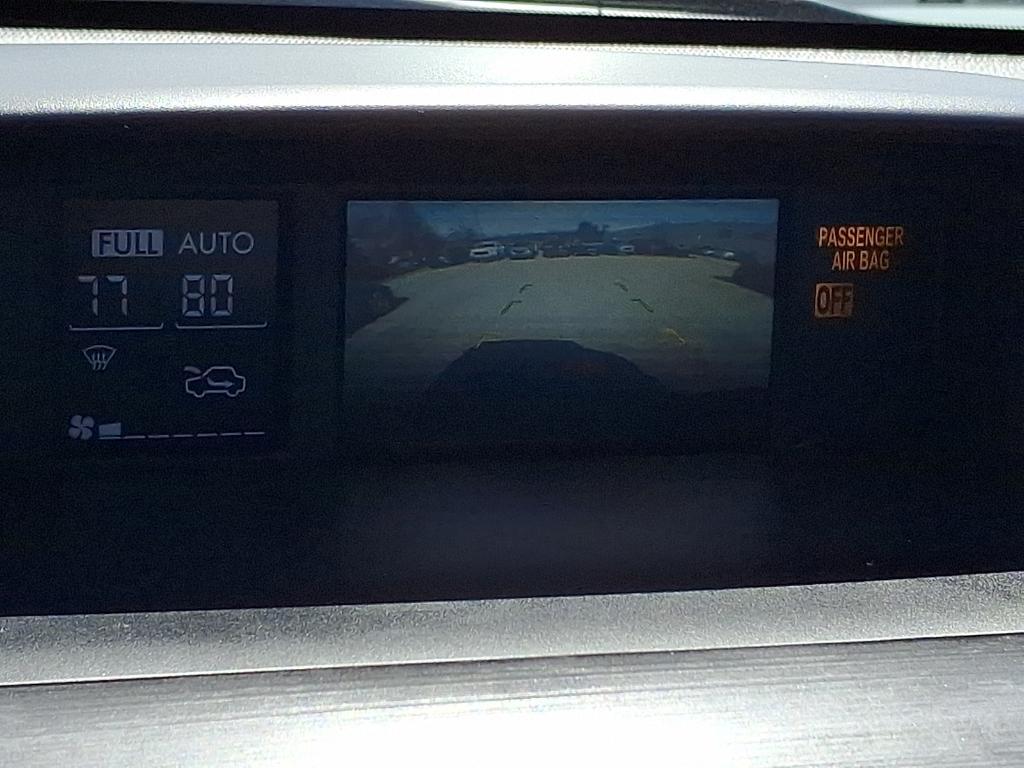 FULL AUTO
77 80
PASSENGER
AIR BAG
OFF